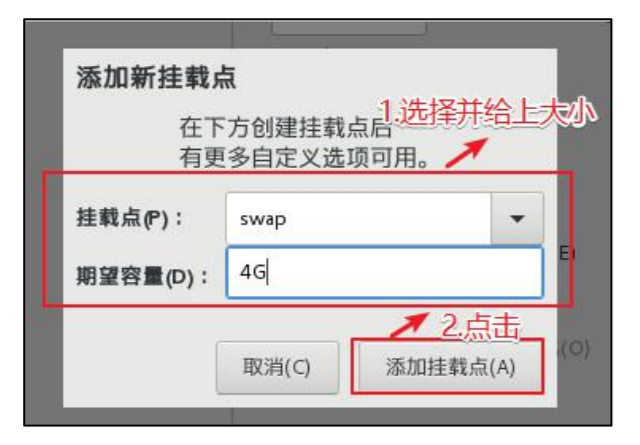 添加新挂载点
1.选择并给上大小
在下方创建挂载点后
有更多自定义选项可用。
挂载点(P)：
swap
期望容量(D)：
4G
E)
2.点击
取消(C)
添加挂载点(A)
(O)